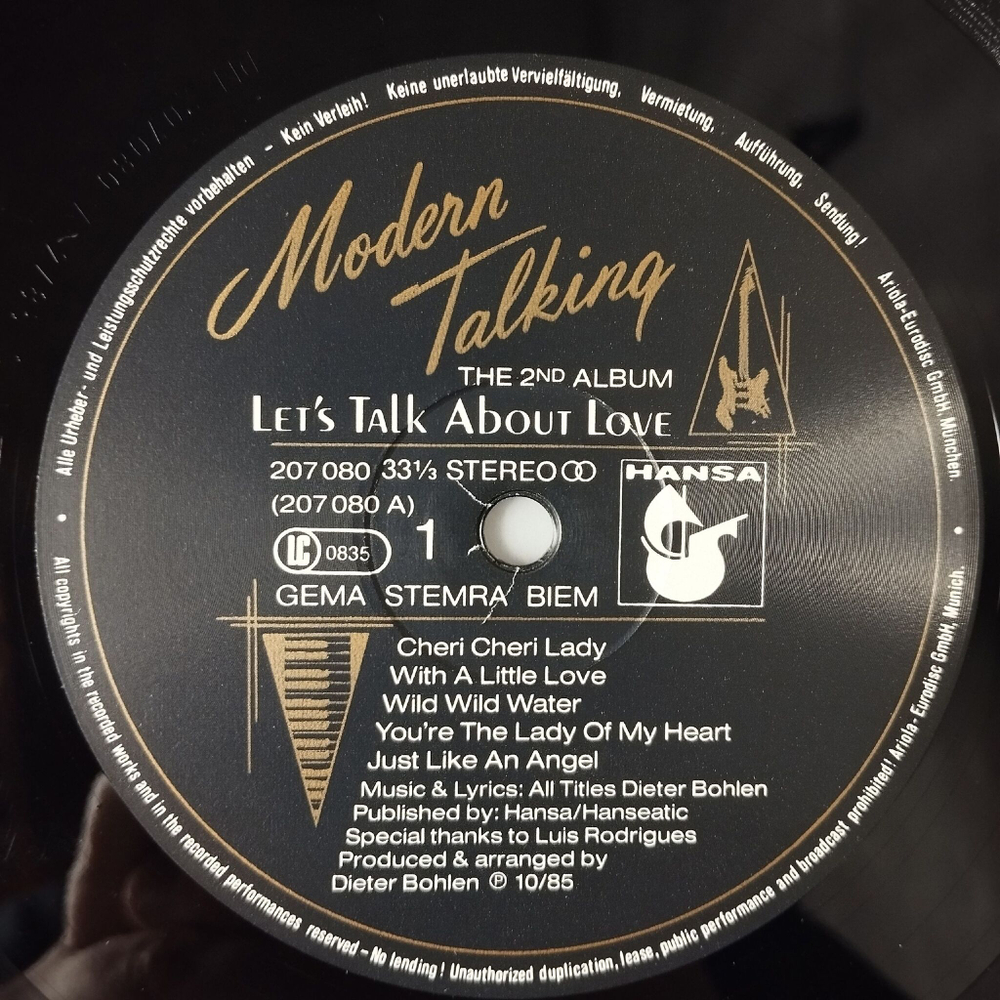 Alle Urheber- und Leistungsschutzrechte vorbehalten - Kein Verleih! Keine unerlaubte Vervielfältigung, Vermietung, Aufführung, Sendung! Ariola-Eurodisc GmbH, München.
Modern
Talking
THE 2ND ALBUM
LET'S TALK ABOUT LOVE
207 080 33⅓ STEREO
(207 080 A)
LC 0835
1
HANSA
GEMA STEMRA BIEM
Cheri Cheri Lady
With A Little Love
Wild Wild Water
You're The Lady Of My Heart
Just Like An Angel
Music & Lyrics: All Titles Dieter Bohlen
Published by: Hansa/Hanseatic
Special thanks to Luis Rodrigues
Produced & arranged by
Dieter Bohlen ℗ 10/85
All copyrights in the recorded works and in the recorded performances reserved – No lending! Unauthorized duplication, lease, public performance and broadcast prohibited! Ariola-Eurodisc GmbH, Munich.